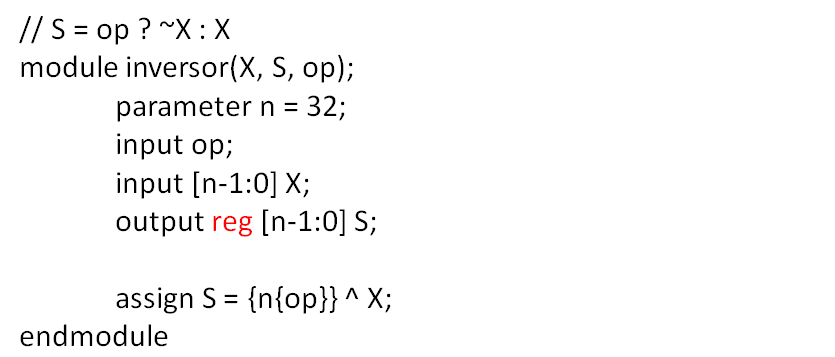 // S = op ? ~X : X
module inversor(X, S, op);
parameter n = 32;
input op;
input [n-1:0] X;
output reg [n-1:0] S;
assign S = {n{op}} ^ X;
endmodule